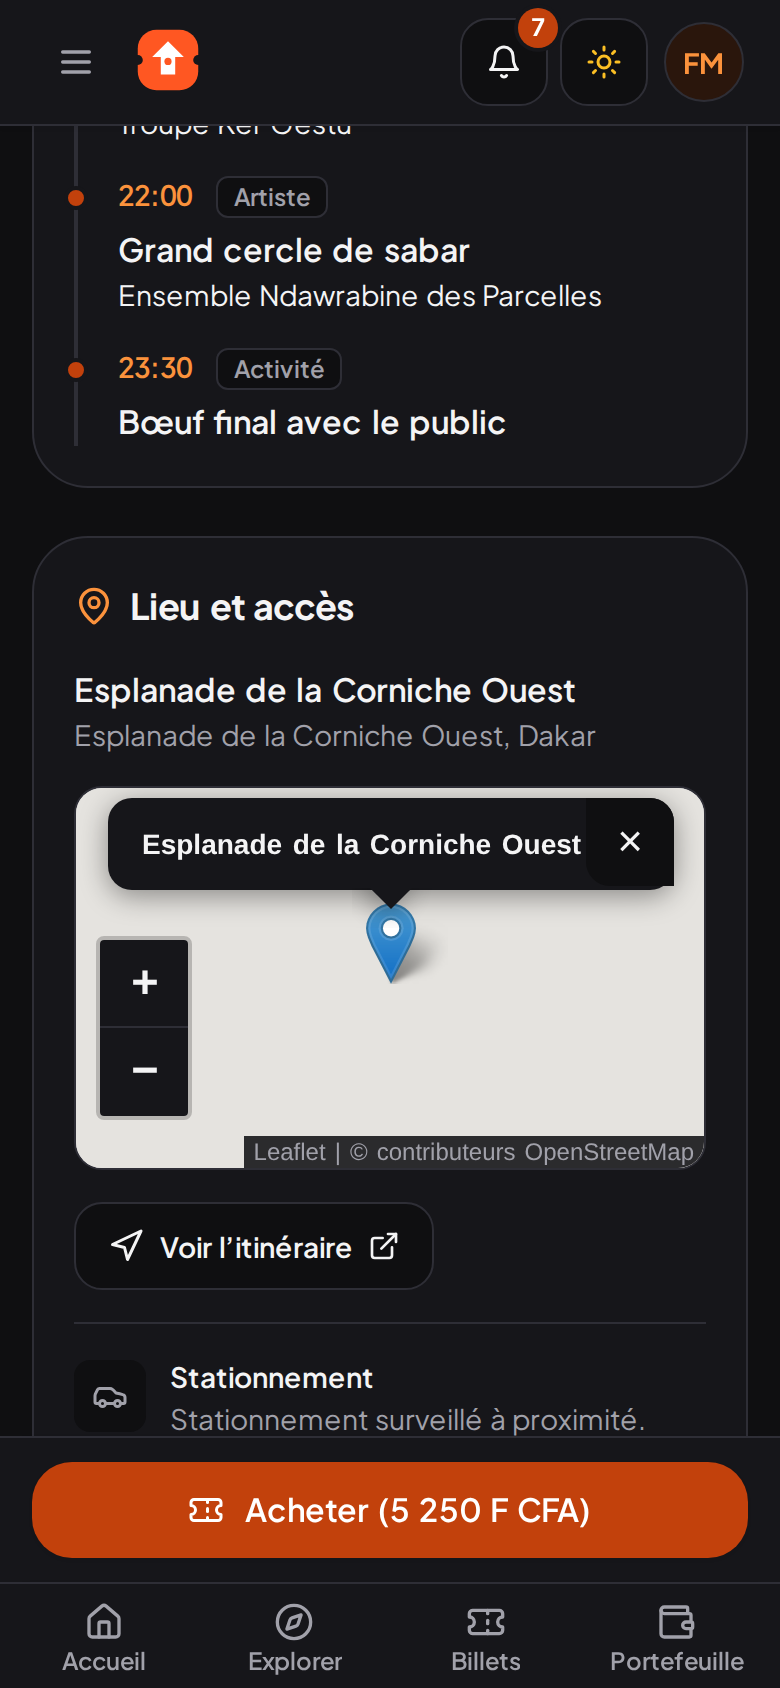 7
FM
Troupe Ker Gestu
22:00 Artiste
Grand cercle de sabar
Ensemble Ndawrabine des Parcelles
23:30 Activité
Bœuf final avec le public
Lieu et accès
Esplanade de la Corniche Ouest
Esplanade de la Corniche Ouest, Dakar
Esplanade de la Corniche Ouest ×
+
−
Leaflet | © contributeurs OpenStreetMap
Voir l’itinéraire
Stationnement
Stationnement surveillé à proximité.
Acheter (5 250 F CFA)
Accueil Explorer Billets Portefeuille